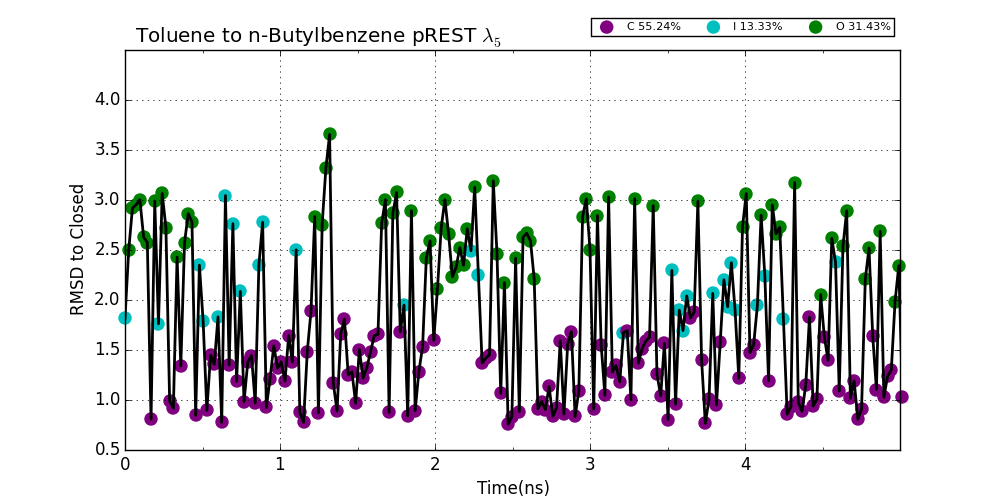 Toluene to n-Butylbenzene pREST λ5
C 55.24% I 13.33% O 31.43%
RMSD to Closed
4.0
3.5
3.0
2.5
2.0
1.5
1.0
0.5
0 1 2 3 4
Time(ns)